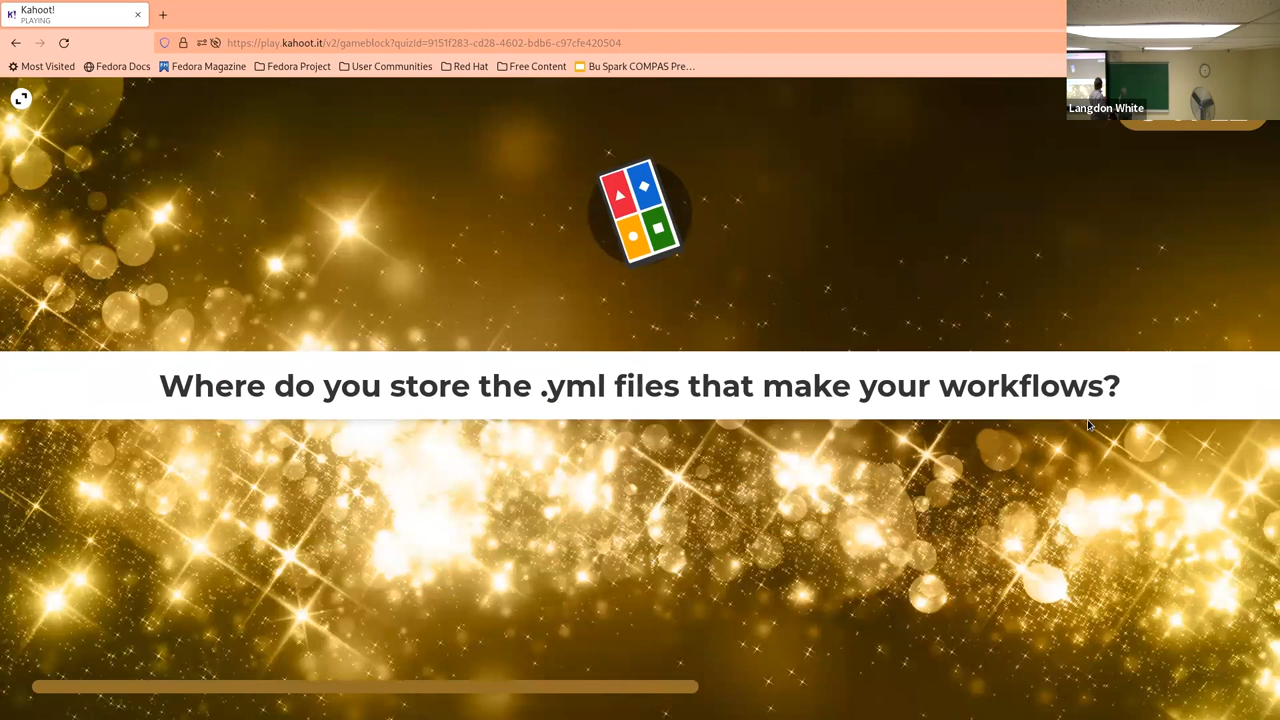 K!
Kahoot!
PLAYING
https://play.kahoot.it/v2/gameblock?quizId=9151f283-cd28-4602-bdb6-c97cfe420504
Most Visited
Fedora Docs
Fedora Magazine
Fedora Project
User Communities
Red Hat
Free Content
Bu Spark COMPAS Pre…
Langdon White
Where do you store the .yml files that make your workflows?